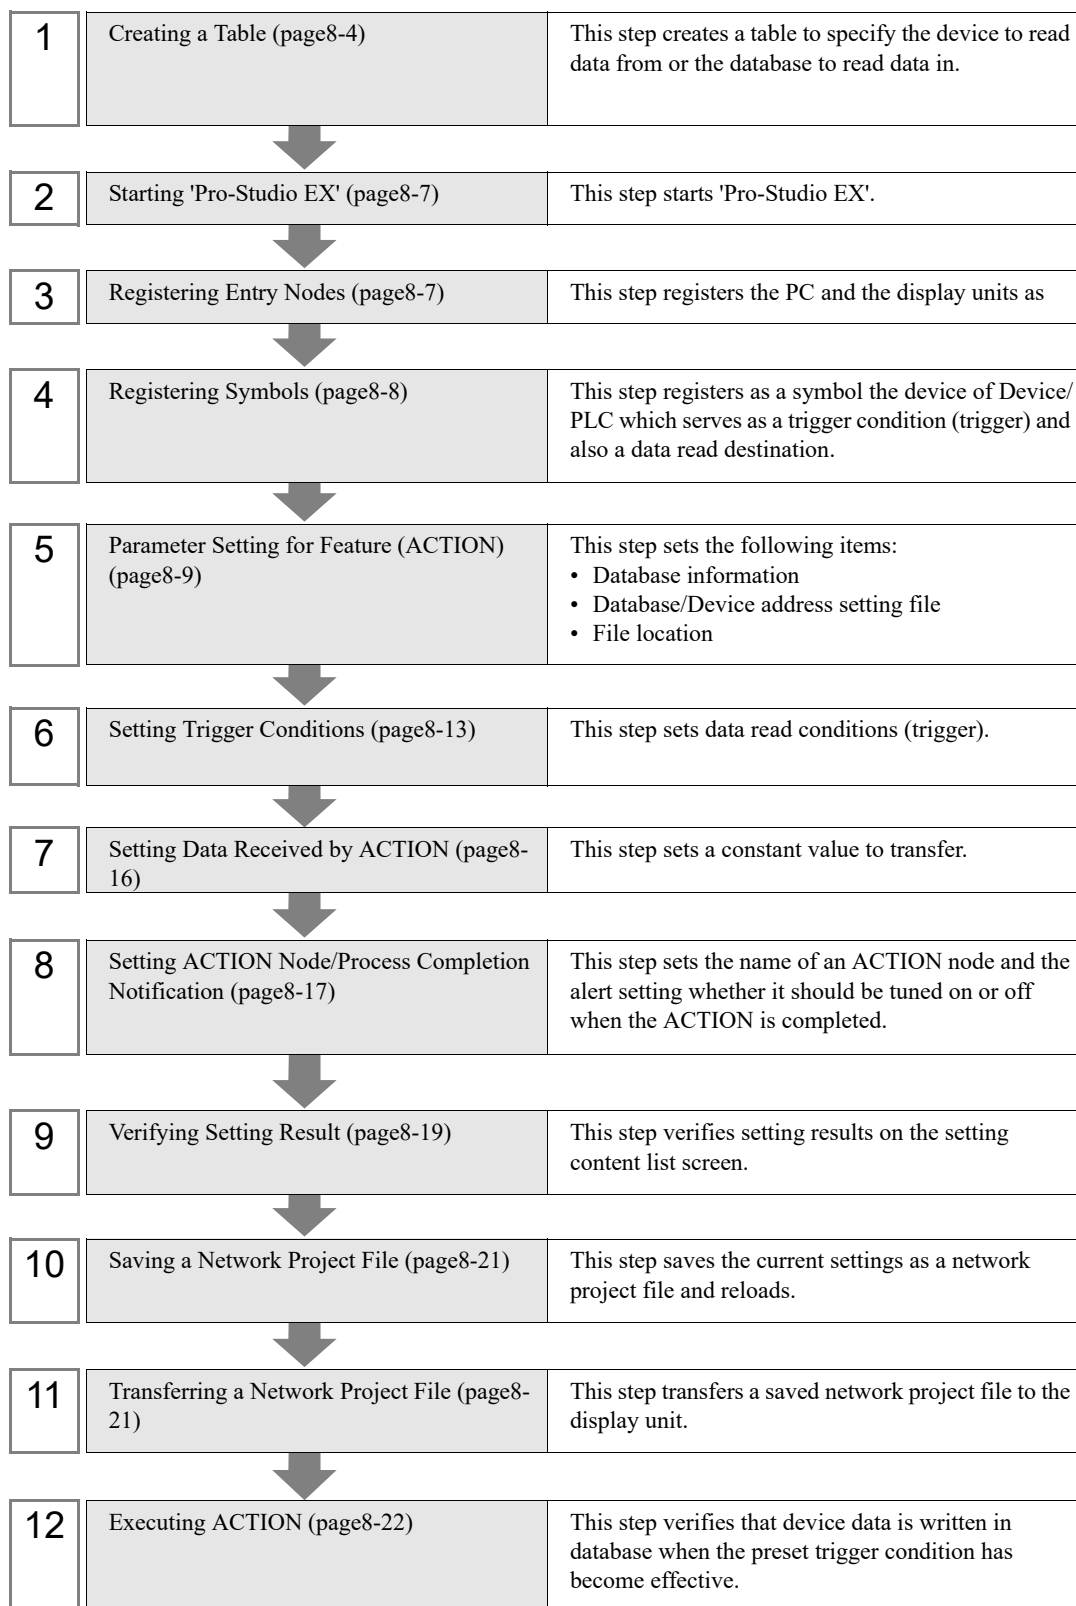 1
Creating a Table (page8-4)
This step creates a table to specify the device to read
data from or the database to read data in.
2
Starting 'Pro-Studio EX' (page8-7)
This step starts 'Pro-Studio EX'.
3
Registering Entry Nodes (page8-7)
This step registers the PC and the display units as
4
Registering Symbols (page8-8)
This step registers as a symbol the device of Device/
PLC which serves as a trigger condition (trigger) and
also a data read destination.
5
Parameter Setting for Feature (ACTION)
(page8-9)
This step sets the following items:
• Database information
• Database/Device address setting file
• File location
6
Setting Trigger Conditions (page8-13)
This step sets data read conditions (trigger).
7
Setting Data Received by ACTION (page8-
16)
This step sets a constant value to transfer.
8
Setting ACTION Node/Process Completion
Notification (page8-17)
This step sets the name of an ACTION node and the
alert setting whether it should be tuned on or off
when the ACTION is completed.
9
Verifying Setting Result (page8-19)
This step verifies setting results on the setting
content list screen.
10
Saving a Network Project File (page8-21)
This step saves the current settings as a network
project file and reloads.
11
Transferring a Network Project File (page8-
21)
This step transfers a saved network project file to the
display unit.
12
Executing ACTION (page8-22)
This step verifies that device data is written in
database when the preset trigger condition has
become effective.